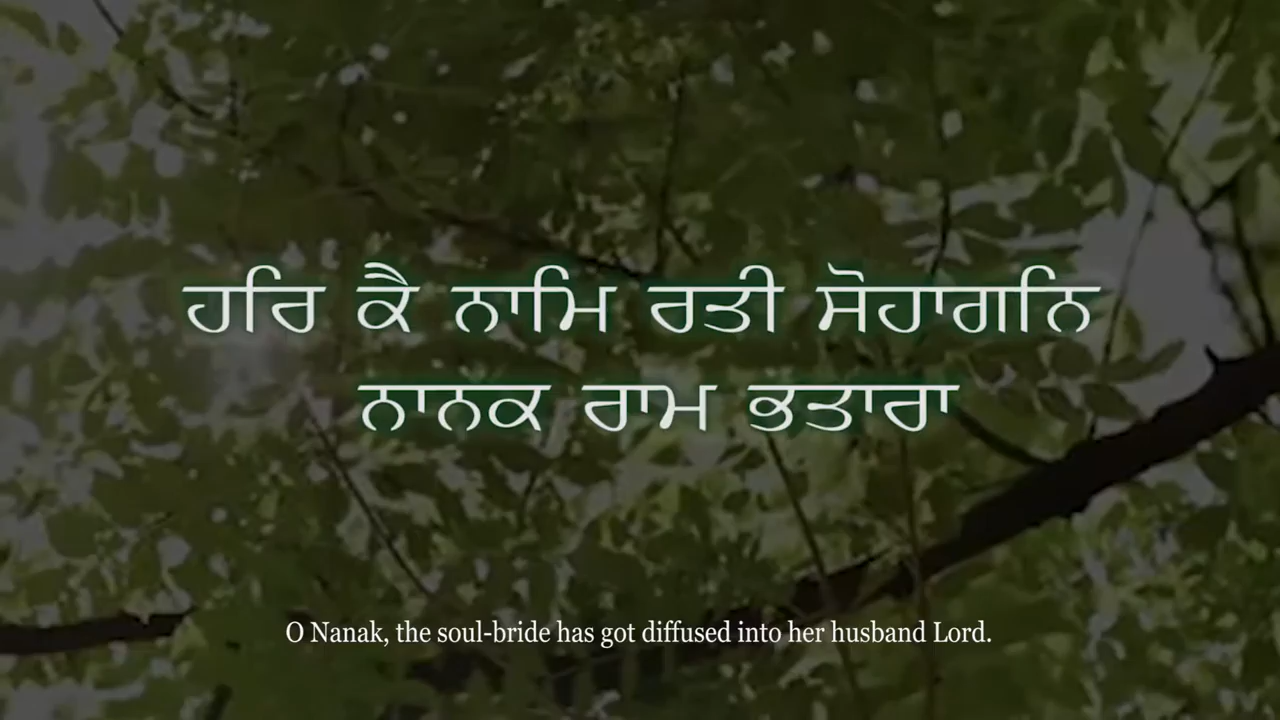 ਹਰਿ ਕੈ ਨਾਮਿ ਰਤੀ ਸੋਹਾਗਨਿ
ਨਾਨਕ ਰਾਮ ਭਤਾਰਾ
O Nanak, the soul-bride has got diffused into her husband Lord.